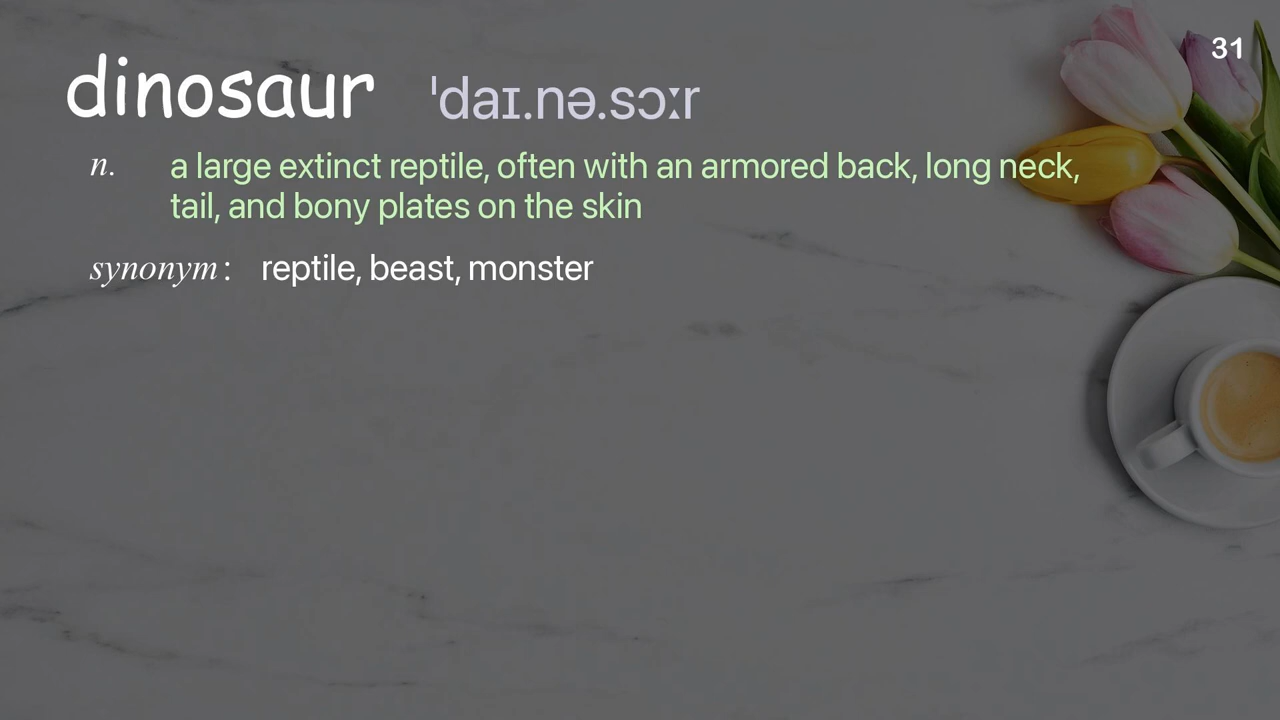 31
dinosaur ˈdaɪ.nə.sɔːr
n. a large extinct reptile, often with an armored back, long neck,
tail, and bony plates on the skin
synonym: reptile, beast, monster